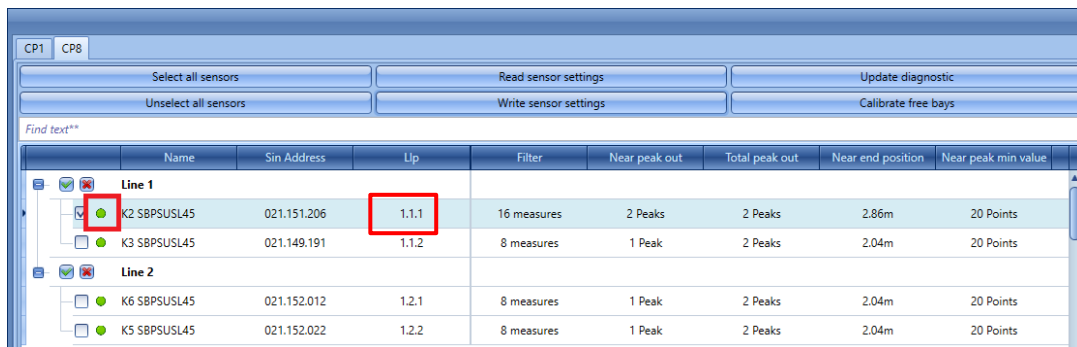 CP1 CP8
Select all sensors Read sensor settings Update diagnostic
Unselect all sensors Write sensor settings Calibrate free bays
Find text**
Name Sin Address Llp Filter Near peak out Total peak out Near end position Near peak min value
Line 1
K2 SBPSUSL45 021.151.206 1.1.1 16 measures 2 Peaks 2 Peaks 2.86m 20 Points
K3 SBPSUSL45 021.149.191 1.1.2 8 measures 1 Peak 2 Peaks 2.04m 20 Points
Line 2
K6 SBPSUSL45 021.152.012 1.2.1 8 measures 1 Peak 2 Peaks 2.04m 20 Points
K5 SBPSUSL45 021.152.022 1.2.2 8 measures 1 Peak 2 Peaks 2.04m 20 Points